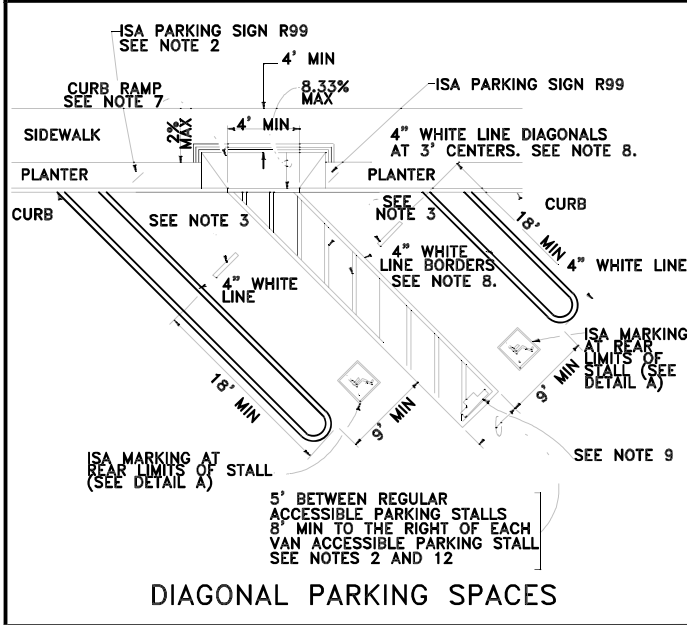 ISA PARKING SIGN R99
SEE NOTE 2
4' MIN
CURB RAMP
SEE NOTE 7
8.33%
MAX
ISA PARKING SIGN R99
2%
MAX
4' MIN
SIDEWALK
4" WHITE LINE DIAGONALS
AT 3' CENTERS. SEE NOTE 8.
PLANTER
PLANTER
CURB
SEE NOTE 3
SEE
NOTE 3
18' MIN
CURB
4" WHITE
LINE
4" WHITE
LINE BORDERS
SEE NOTE 8.
4" WHITE LINE
ISA MARKING
AT REAR
LIMITS OF
STALL (SEE
DETAIL A)
18' MIN
9' MIN
9' MIN
ISA MARKING AT
REAR LIMITS OF STALL
(SEE DETAIL A)
SEE NOTE 9
5' BETWEEN REGULAR
ACCESSIBLE PARKING STALLS
8' MIN TO THE RIGHT OF EACH
VAN ACCESSIBLE PARKING STALL
SEE NOTES 2 AND 12
DIAGONAL PARKING SPACES